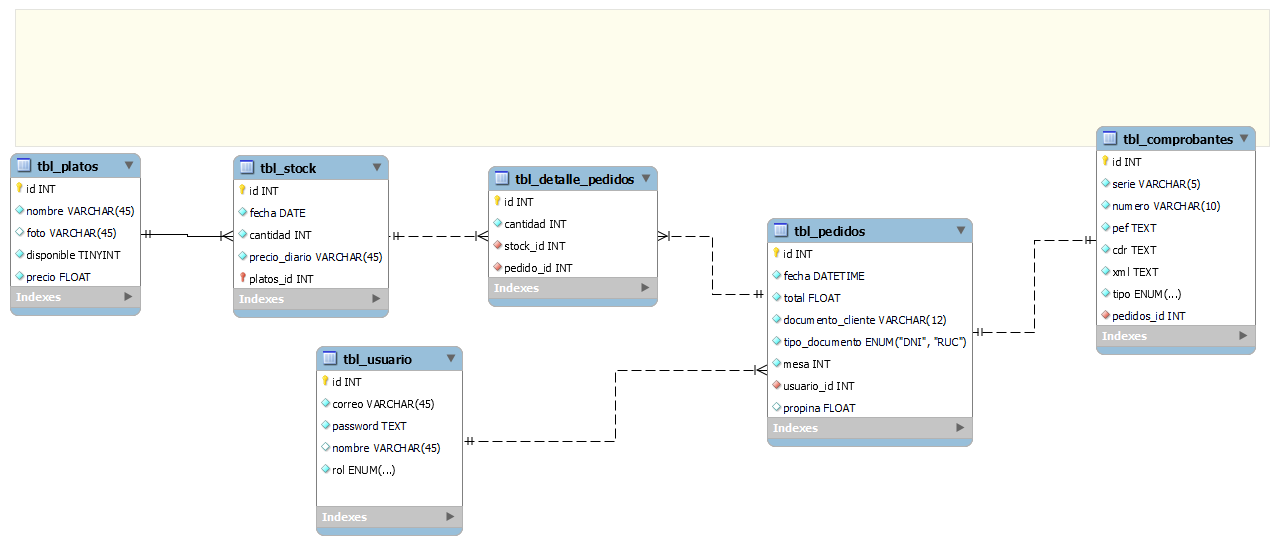 tbl_platos
id INT
nombre VARCHAR(45)
foto VARCHAR(45)
disponible TINYINT
precio FLOAT
Indexes
tbl_stock
id INT
fecha DATE
cantidad INT
precio_diario VARCHAR(45)
platos_id INT
Indexes
tbl_detalle_pedidos
id INT
cantidad INT
stock_id INT
pedido_id INT
Indexes
tbl_pedidos
id INT
fecha DATETIME
total FLOAT
documento_cliente VARCHAR(12)
tipo_documento ENUM("DNI", "RUC")
mesa INT
usuario_id INT
propina FLOAT
Indexes
tbl_comprobantes
id INT
serie VARCHAR(5)
numero VARCHAR(10)
pef TEXT
cdr TEXT
xml TEXT
tipo ENUM(...)
pedidos_id INT
Indexes
tbl_usuario
id INT
correo VARCHAR(45)
password TEXT
nombre VARCHAR(45)
rol ENUM(...)
Indexes